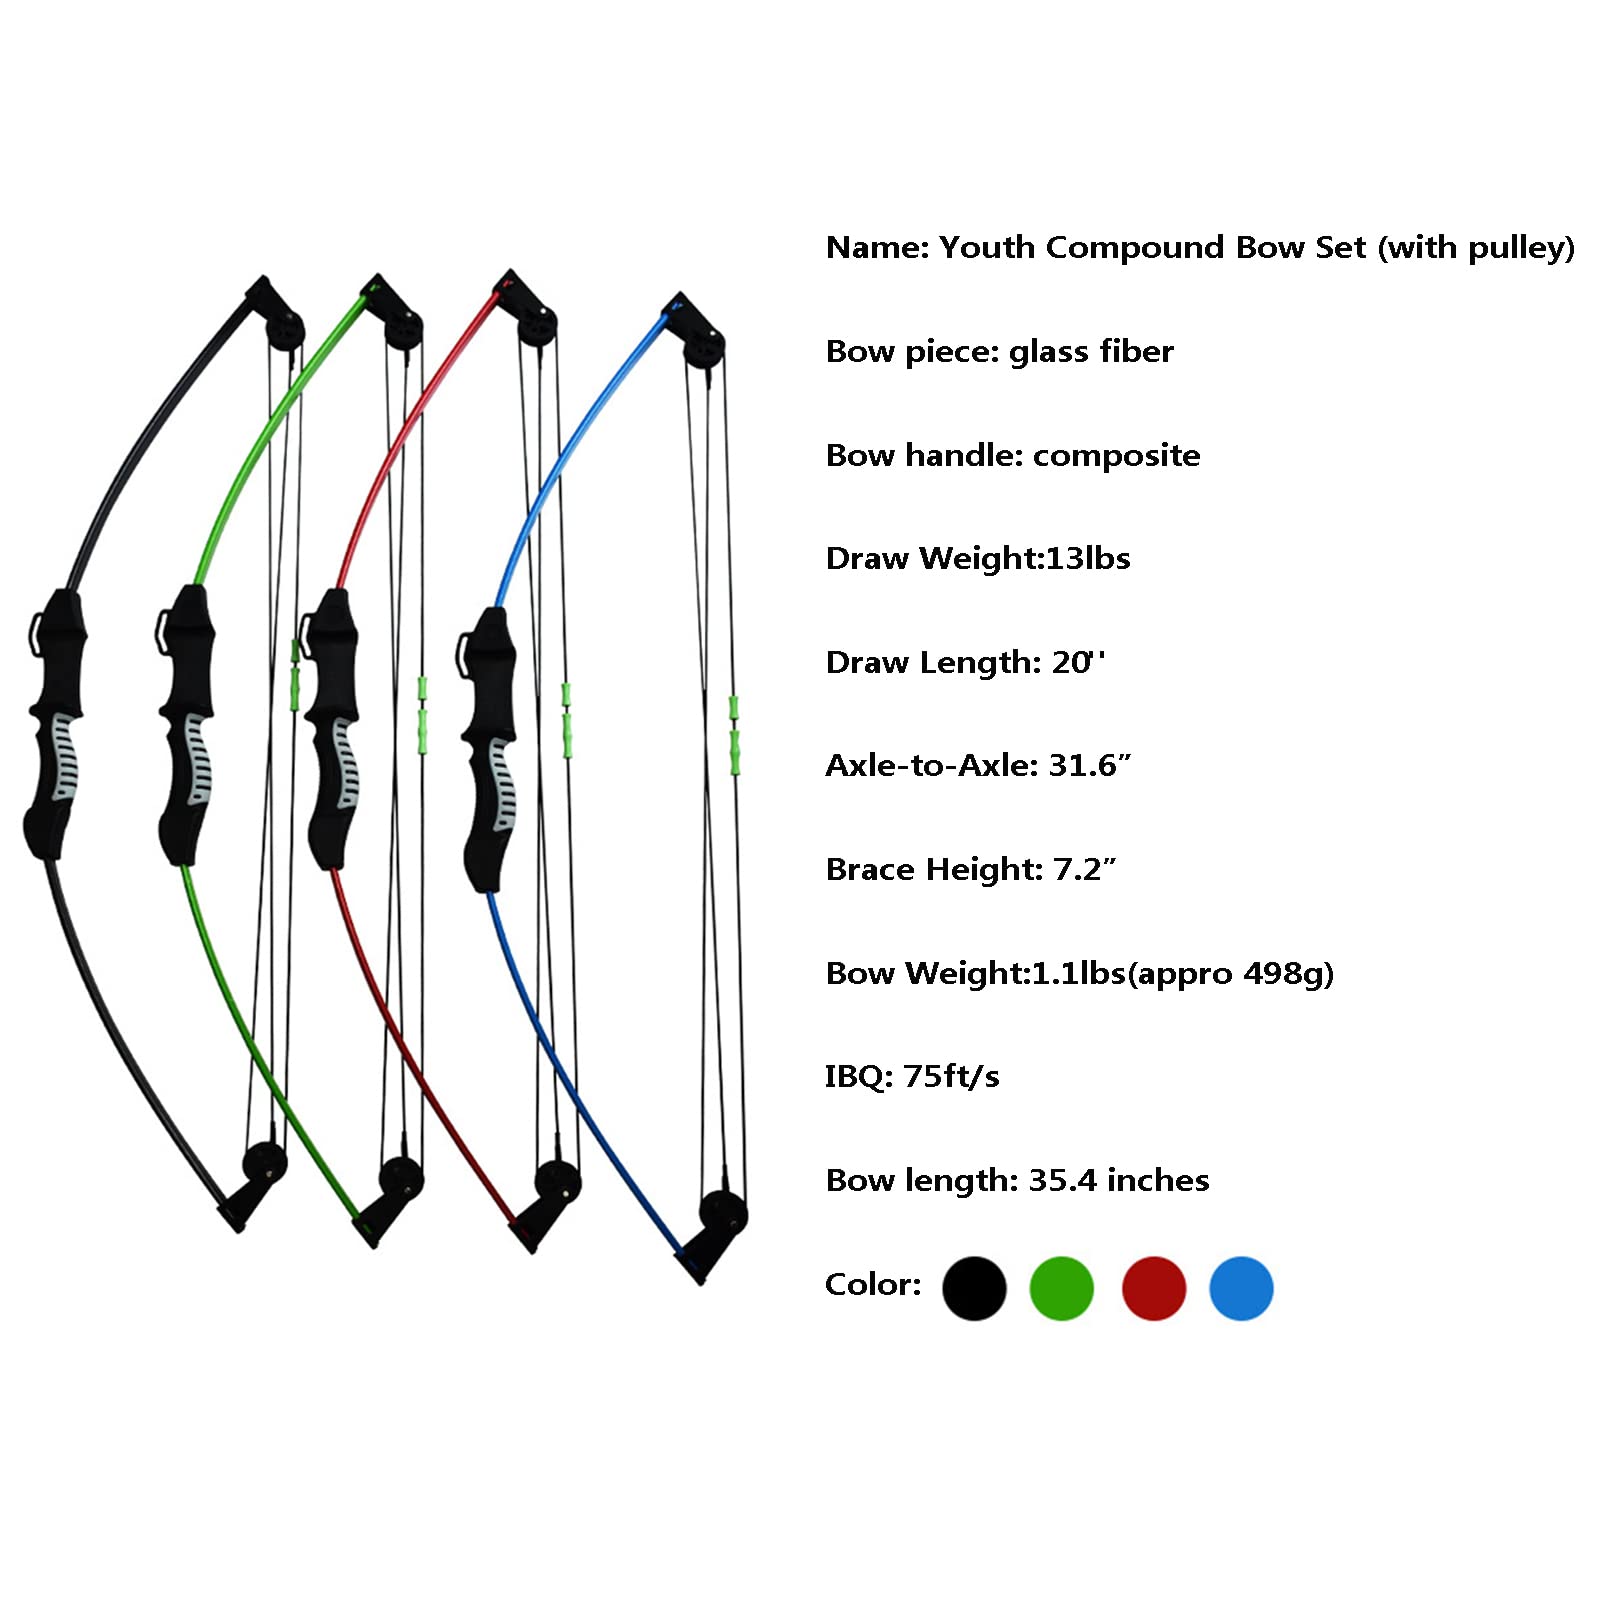 Name: Youth Compound Bow Set (with pulley)
Bow piece: glass fiber
Bow handle: composite
Draw Weight:13lbs
Draw Length: 20''
Axle-to-Axle: 31.6”
Brace Height: 7.2”
Bow Weight:1.1lbs(appro 498g)
IBQ: 75ft/s
Bow length: 35.4 inches
Color: